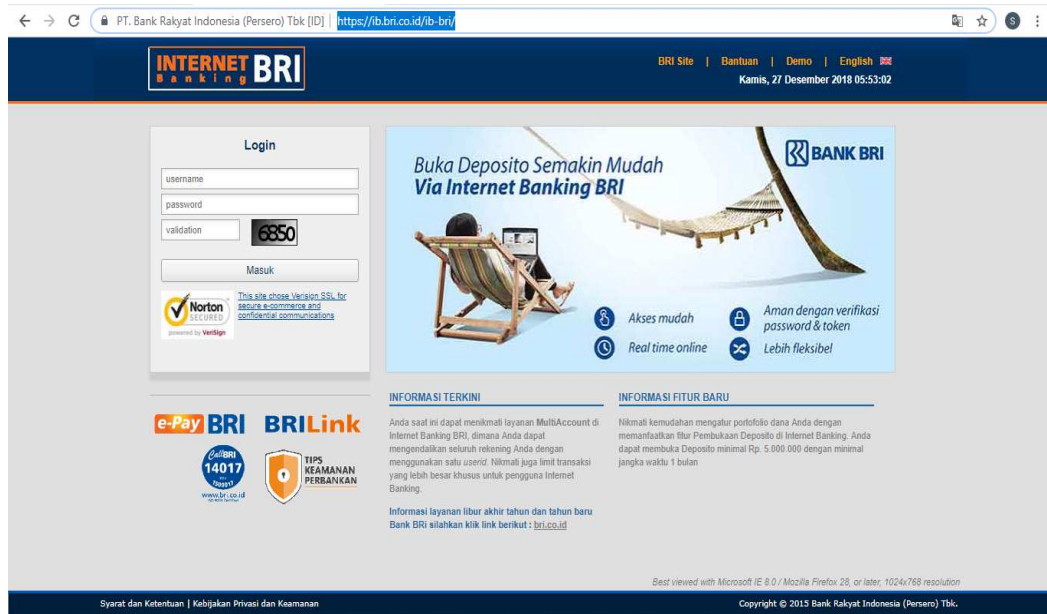 PT. Bank Rakyat Indonesia (Persero) Tbk [ID] | https://ib.bri.co.id/ib-bri/
S
INTERNET BRI
Banking
BRI Site | Bantuan | Demo | English
Kamis, 27 Desember 2018 05:53:02
Login
username
password
validation
6850
Masuk
Norton
SECURED
powered by VeriSign
This site chose Verisign SSL for
secure e-commerce and
confidential communications
Buka Deposito Semakin Mudah
Via Internet Banking BRI
BANK BRI
Akses mudah
Real time online
Aman dengan verifikasi
password & token
Lebih fleksibel
e-Pay BRI
BRILink
CallBRI
14017
1500017
www.bri.co.id
TIPS
KEAMANAN
PERBANKAN
INFORMASI TERKINI
Anda saat ini dapat menikmati layanan MultiAccount di
Internet Banking BRI, dimana Anda dapat
mengendalikan seluruh rekening Anda dengan
menggunakan satu userid. Nikmati juga limit transaksi
yang lebih besar khusus untuk pengguna Internet
Banking.
Informasi layanan libur akhir tahun dan tahun baru
Bank BRi silahkan klik link berikut : bri.co.id
INFORMASI FITUR BARU
Nikmati kemudahan mengatur portofolio dana Anda dengan
memanfaatkan fitur Pembukaan Deposito di Internet Banking. Anda
dapat membuka Deposito minimal Rp. 5.000.000 dengan minimal
jangka waktu 1 bulan
Best viewed with Microsoft IE 8.0 / Mozilla Firefox 28, or later, 1024x768 resolution
Syarat dan Ketentuan | Kebijakan Privasi dan Keamanan
Copyright © 2015 Bank Rakyat Indonesia (Persero) Tbk.